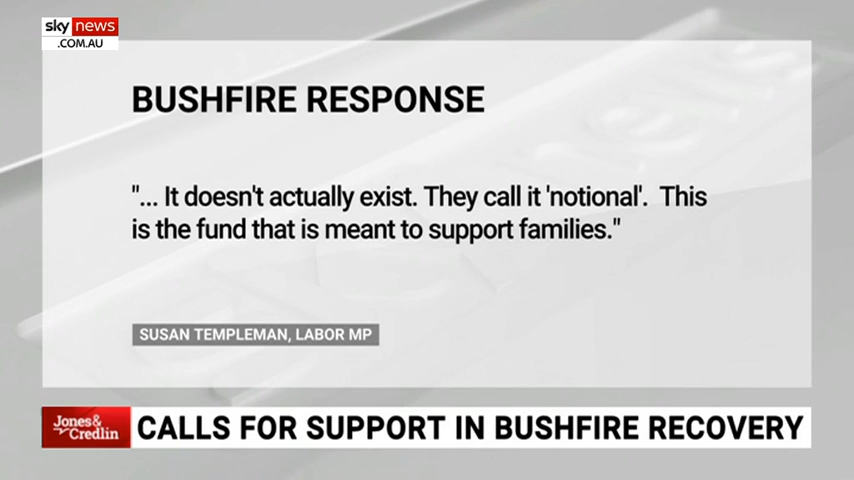 sky news
.COM.AU
BUSHFIRE RESPONSE
"... It doesn't actually exist. They call it 'notional'.  This
is the fund that is meant to support families."
SUSAN TEMPLEMAN, LABOR MP
Jones&
Credlin
CALLS FOR SUPPORT IN BUSHFIRE RECOVERY